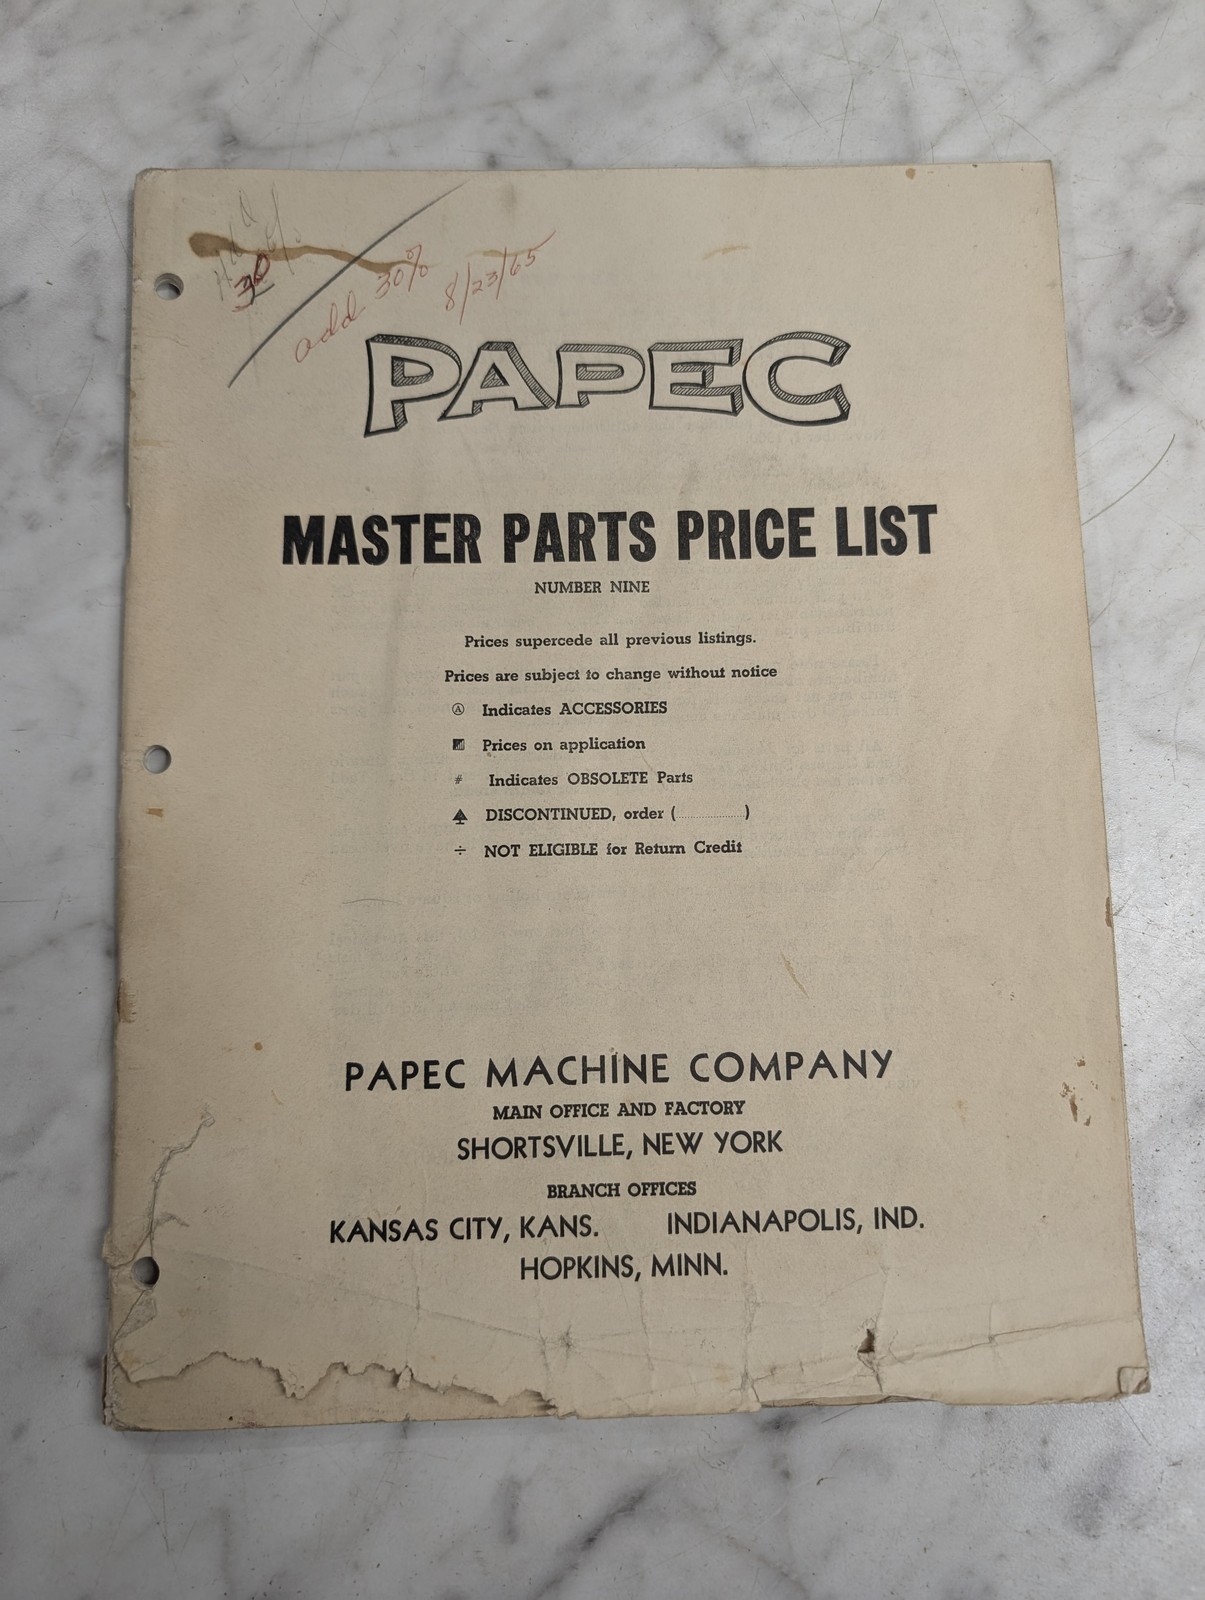 Add
30 %
add 30% 8/23/65
PAPEC
MASTER PARTS PRICE LIST
NUMBER NINE
Prices supercede all previous listings.
Prices are subject to change without notice
Ⓐ Indicates ACCESSORIES
Prices on application
# Indicates OBSOLETE Parts
♠ DISCONTINUED, order (....................)
÷ NOT ELIGIBLE for Return Credit
PAPEC MACHINE COMPANY
MAIN OFFICE AND FACTORY
SHORTSVILLE, NEW YORK
BRANCH OFFICES
KANSAS CITY, KANS. INDIANAPOLIS, IND.
HOPKINS, MINN.